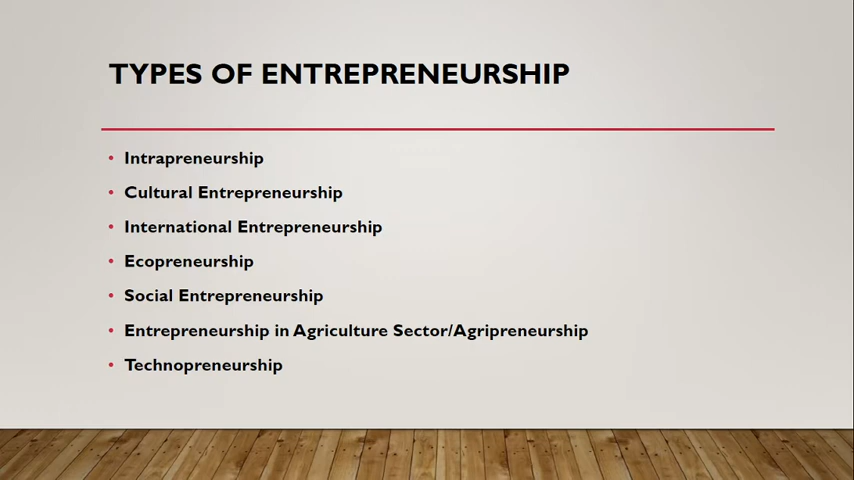 TYPES OF ENTREPRENEURSHIP
• Intrapreneurship
• Cultural Entrepreneurship
• International Entrepreneurship
• Ecopreneurship
• Social Entrepreneurship
• Entrepreneurship in Agriculture Sector/Agripreneurship
• Technopreneurship